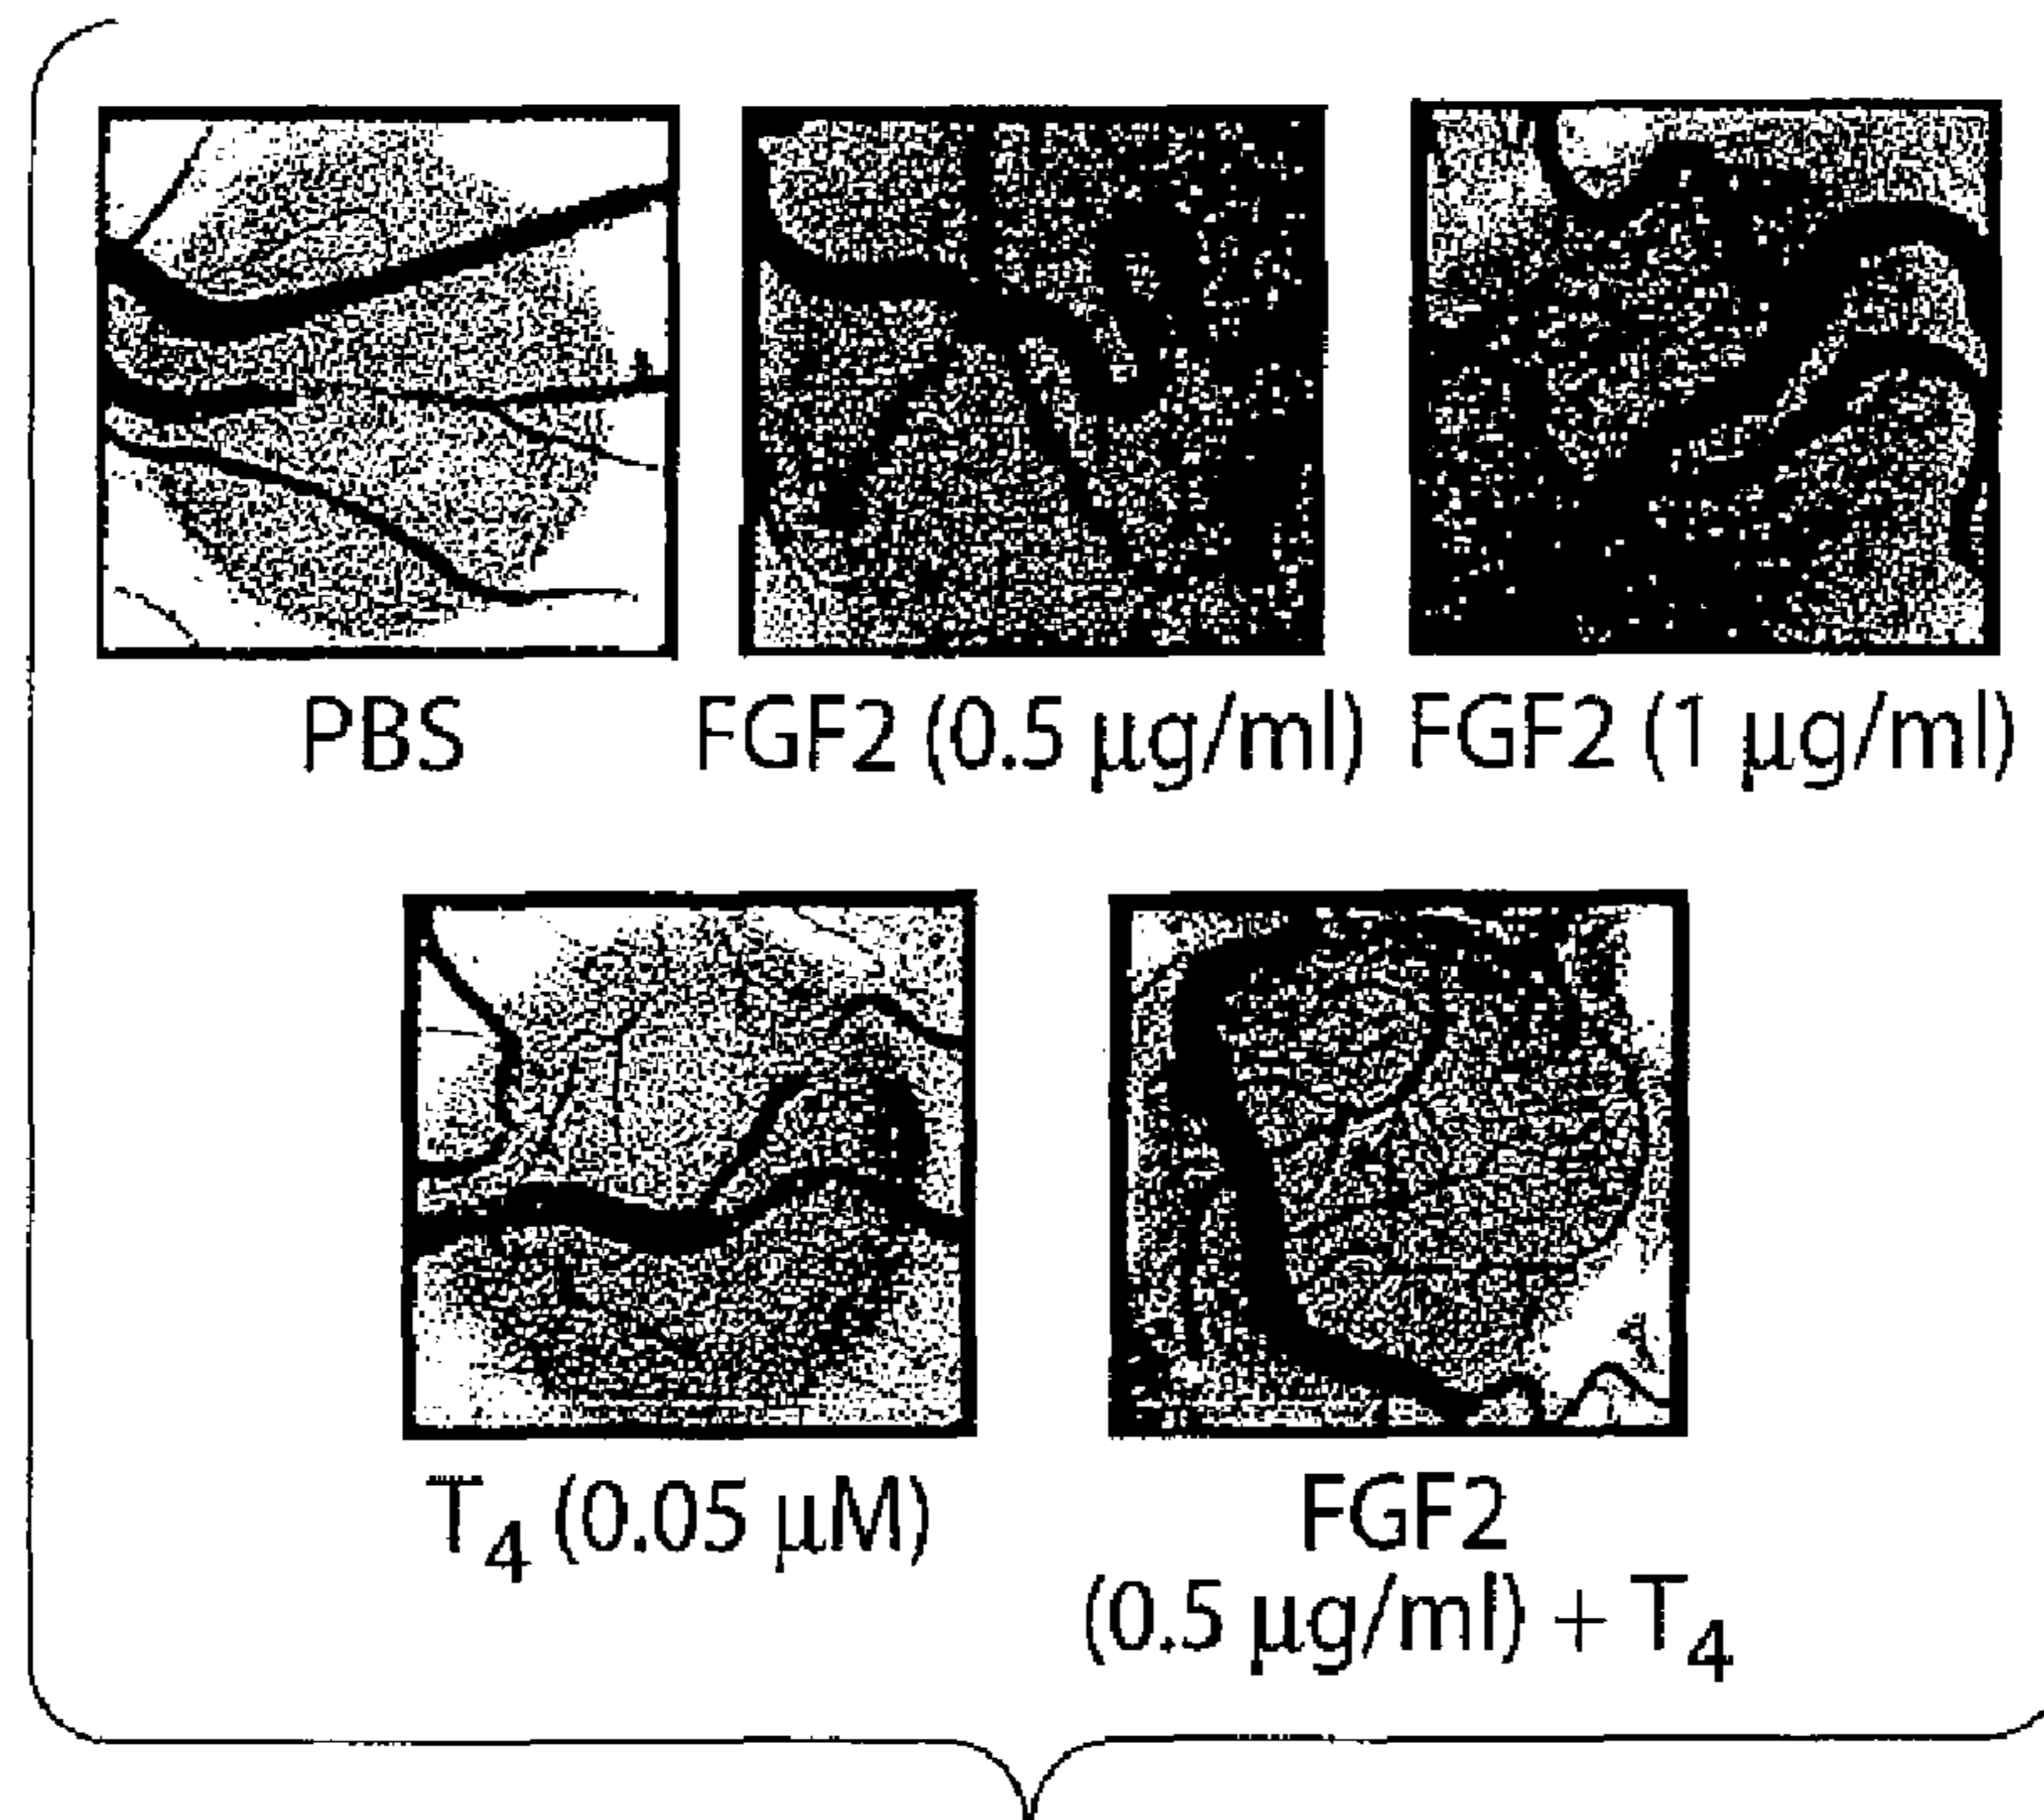 PBS
FGF2 (0.5 µg/ml)
FGF2 (1 µg/ml)
T4 (0.05 µM)
FGF2
(0.5 µg/ml) + T4